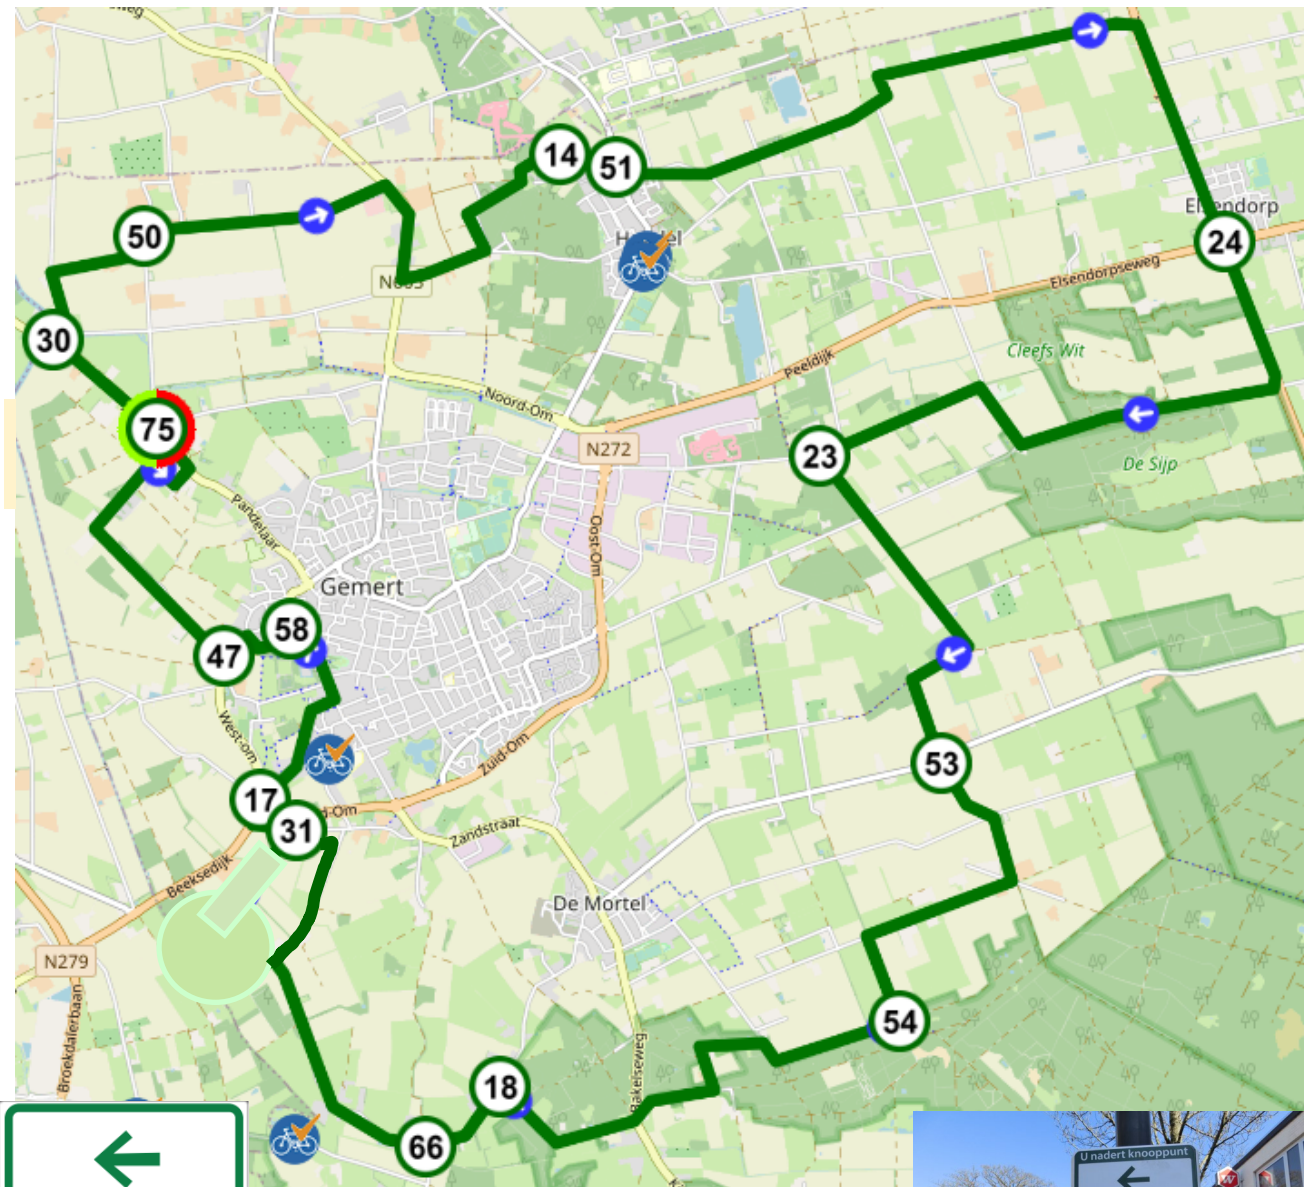 14
51
50
Elsendorp
24
Elsendorpseweg
30
Cleefs Wit
Peeldijk
75
Noord-Om
N272
23
De Sijp
Pandelaar
Oost-Om
Gemert
58
47
West-om
Zuid-Om
53
17
31
Zandstraat
Beeksedijk
De Mortel
N279
Broekdalerbaan
54
18
Bakelseweg
66
U nadert knooppunt